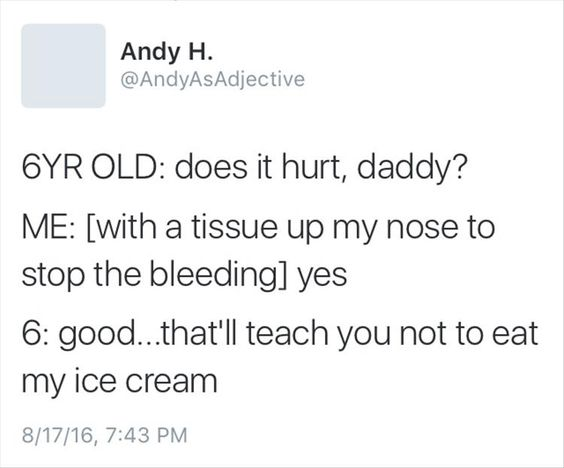 Andy H.
@AndyAsAdjective
6YR OLD: does it hurt, daddy?
ME: [with a tissue up my nose to
stop the bleeding] yes
6: good...that'll teach you not to eat
my ice cream
8/17/16, 7:43 PM